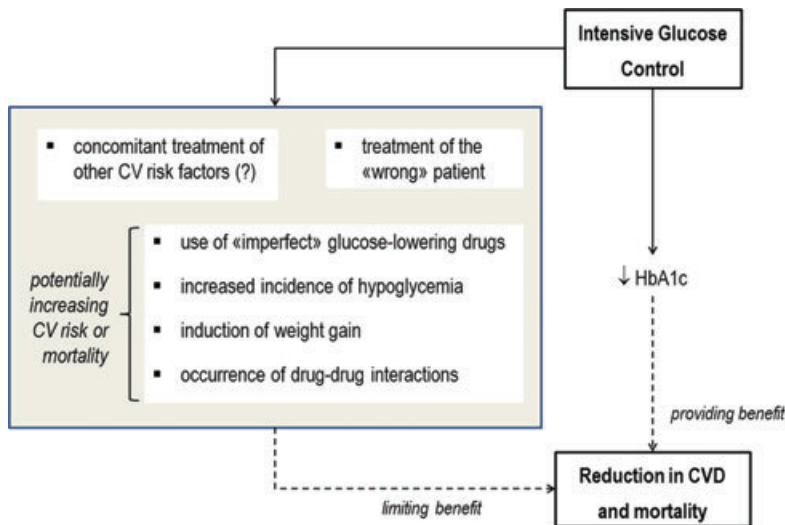 Intensive Glucose
Control
▪ concomitant treatment of
other CV risk factors (?)
▪ treatment of the
«wrong» patient
potentially
increasing
CV risk or
mortality
▪ use of «imperfect» glucose-lowering drugs
▪ increased incidence of hypoglycemia
▪ induction of weight gain
▪ occurrence of drug-drug interactions
↓ HbA1c
providing benefit
limiting benefit
Reduction in CVD
and mortality